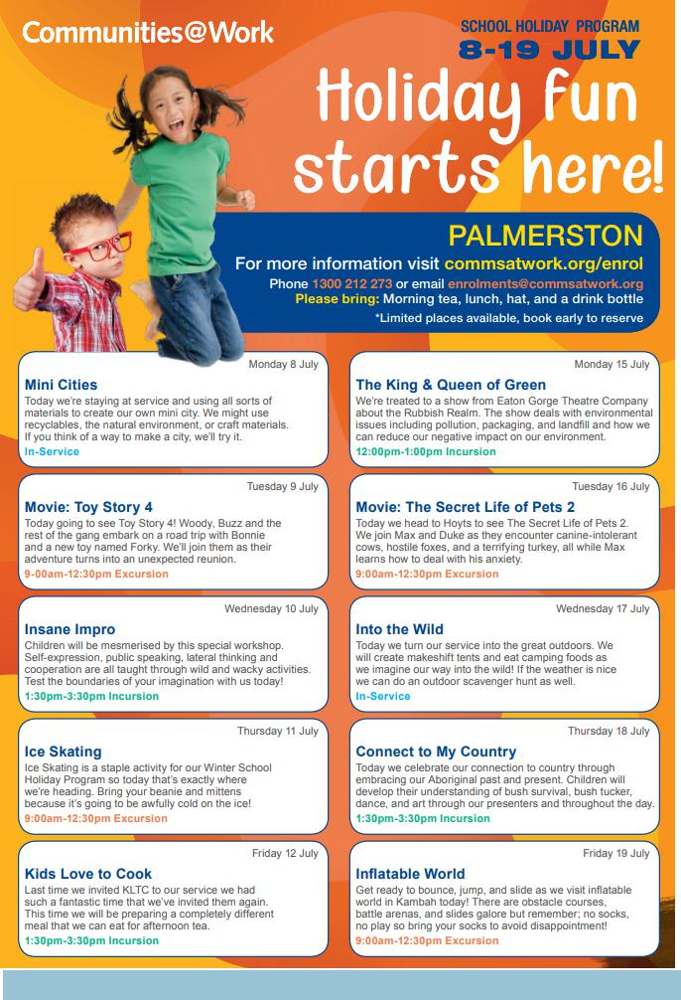 Communities@Work
SCHOOL HOLIDAY PROGRAM
8-19 JULY
Holiday fun
starts here!
PALMERSTON
For more information visit commsatwork.org/enrol
Phone 1300 212 273 or email enrolments@commsatwork.org
Please bring: Morning tea, lunch, hat, and a drink bottle
*Limited places available, book early to reserve
Monday 8 July
Mini Cities
Today we're staying at service and using all sorts of
materials to create our own mini city. We might use
recyclables, the natural environment, or craft materials.
If you think of a way to make a city, we'll try it.
In-Service
Monday 15 July
The King & Queen of Green
We're treated to a show from Eaton Gorge Theatre Company
about the Rubbish Realm. The show deals with environmental
issues including pollution, packaging, and landfill and how we
can reduce our negative impact on our environment.
12:00pm-1:00pm Incursion
Tuesday 9 July
Movie: Toy Story 4
Today going to see Toy Story 4! Woody, Buzz and the
rest of the gang embark on a road trip with Bonnie
and a new toy named Forky. We'll join them as their
adventure turns into an unexpected reunion.
9-00am-12:30pm Excursion
Tuesday 16 July
Movie: The Secret Life of Pets 2
Today we head to Hoyts to see The Secret Life of Pets 2.
We join Max and Duke as they encounter canine-intolerant
cows, hostile foxes, and a terrifying turkey, all while Max
learns how to deal with his anxiety.
9:00am-12:30pm Excursion
Wednesday 10 July
Insane Impro
Children will be mesmerised by this special workshop.
Self-expression, public speaking, lateral thinking and
cooperation are all taught through wild and wacky activities.
Test the boundaries of your imagination with us today!
1:30pm-3:30pm Incursion
Wednesday 17 July
Into the Wild
Today we turn our service into the great outdoors. We
will create makeshift tents and eat camping foods as
we imagine our way into the wild! If the weather is nice
we can do an outdoor scavenger hunt as well.
In-Service
Thursday 11 July
Ice Skating
Ice Skating is a staple activity for our Winter School
Holiday Program so today that's exactly where
we're heading. Bring your beanie and mittens
because it's going to be awfully cold on the ice!
9:00am-12:30pm Excursion
Thursday 18 July
Connect to My Country
Today we celebrate our connection to country through
embracing our Aboriginal past and present. Children will
develop their understanding of bush survival, bush tucker,
dance, and art through our presenters and throughout the day.
1:30pm-3:30pm Incursion
Friday 12 July
Kids Love to Cook
Last time we invited KLTC to our service we had
such a fantastic time that we've invited them again.
This time we will be preparing a completely different
meal that we can eat for afternoon tea.
1:30pm-3:30pm Incursion
Friday 19 July
Inflatable World
Get ready to bounce, jump, and slide as we visit inflatable
world in Kambah today! There are obstacle courses,
battle arenas, and slides galore but remember; no socks,
no play so bring your socks to avoid disappointment!
9:00am-12:30pm Excursion